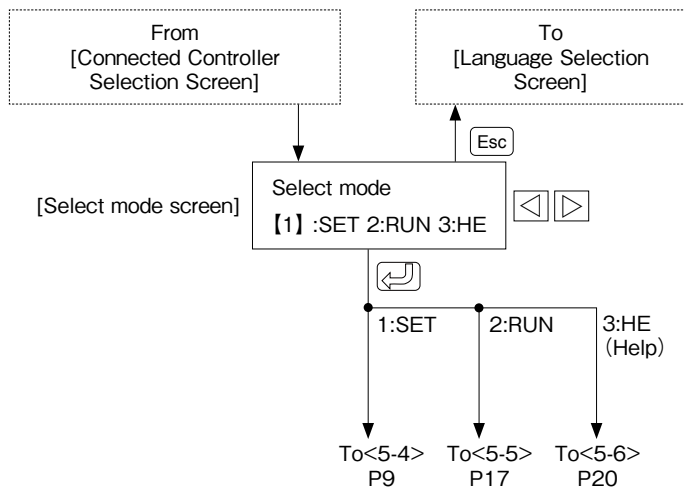 From
[Connected Controller
Selection Screen]
To
[Language Selection
Screen]
Esc
[Select mode screen]
Select mode
【1】:SET 2:RUN 3:HE
1:SET
2:RUN
3:HE
（Help）
To<5-4>
P9
To<5-5>
P17
To<5-6>
P20